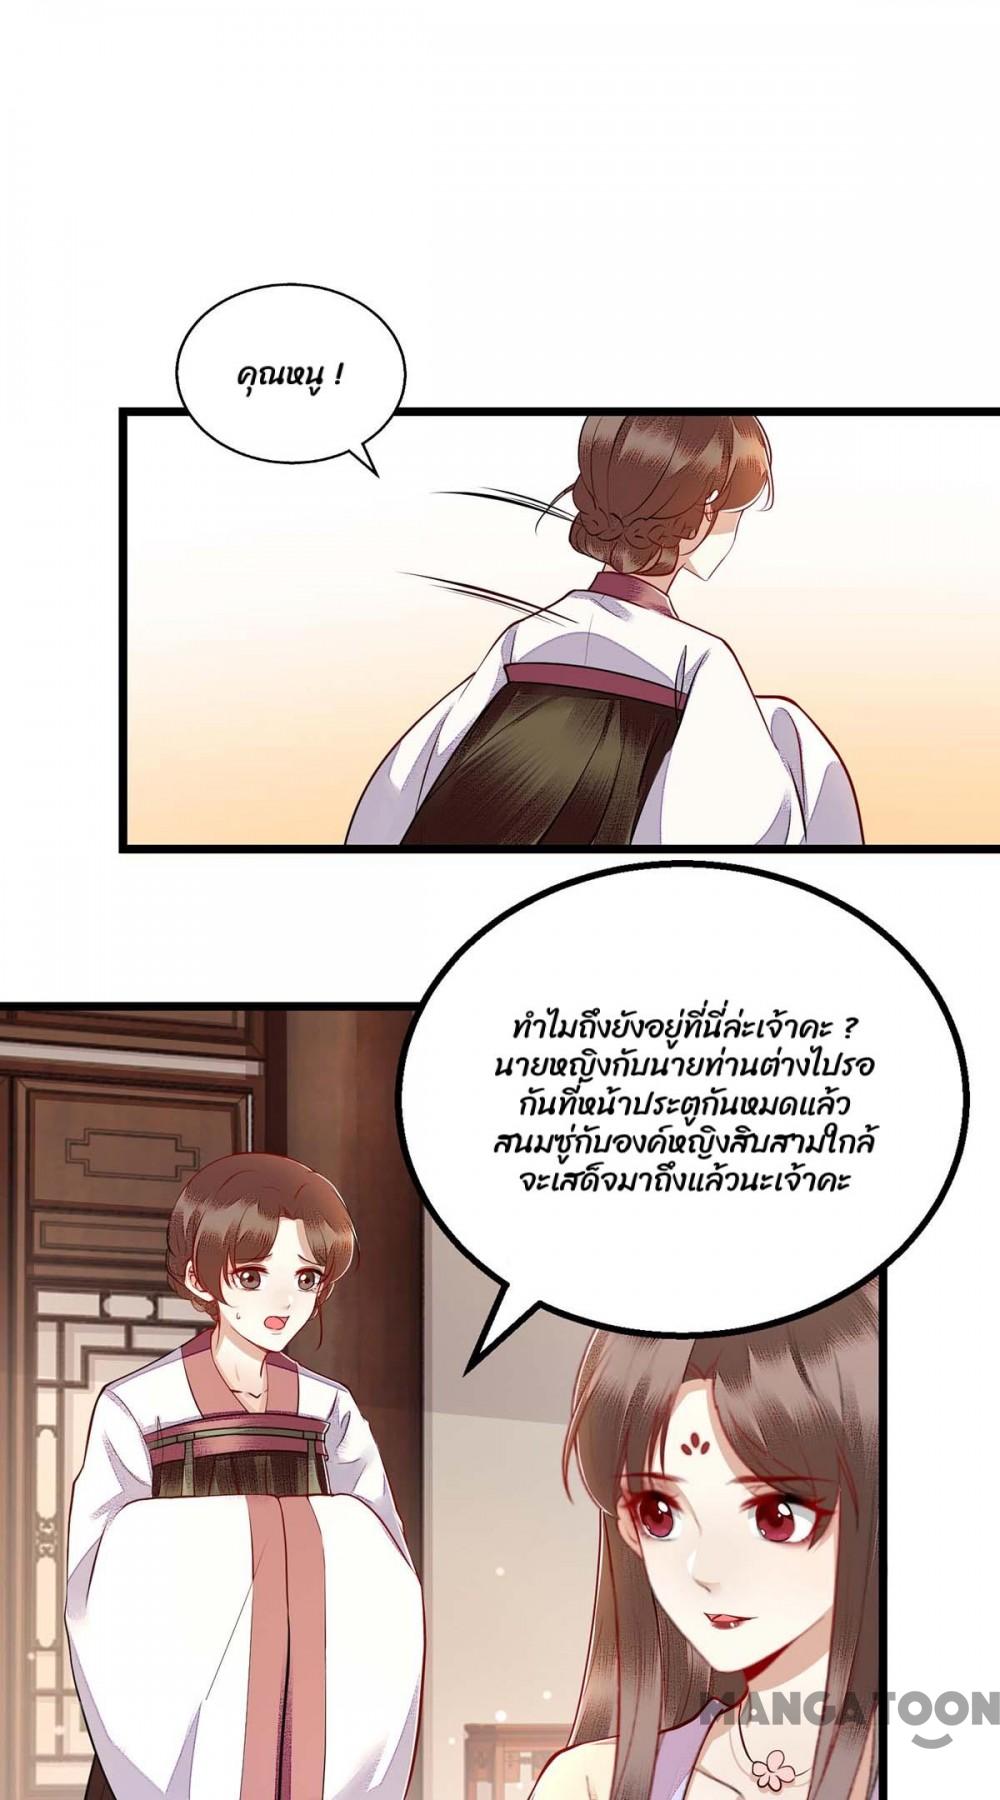 คุณหนู !
ทำไมถึงยังอยู่ที่นี่ล่ะเจ้าคะ ?
นายหญิงกับนายท่านต่างไปรอ
กันที่หน้าประตูกันหมดแล้ว
สนมซู่กับองค์หญิงสิบสามใกล้
จะเสด็จมาถึงแล้วนะเจ้าคะ
MANGATOON